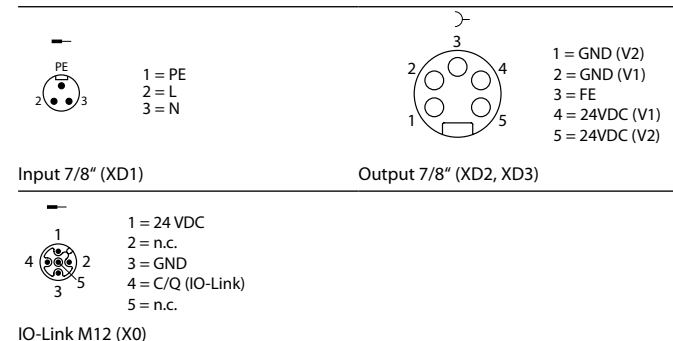 PE
2
3
1 = PE
2 = L
3 = N
Input 7/8“ (XD1)
3
2
4
1
5
1 = GND (V2)
2 = GND (V1)
3 = FE
4 = 24VDC (V1)
5 = 24VDC (V2)
Output 7/8“ (XD2, XD3)
1
4
2
5
3
1 = 24 VDC
2 = n.c.
3 = GND
4 = C/Q (IO-Link)
5 = n.c.
IO-Link M12 (X0)